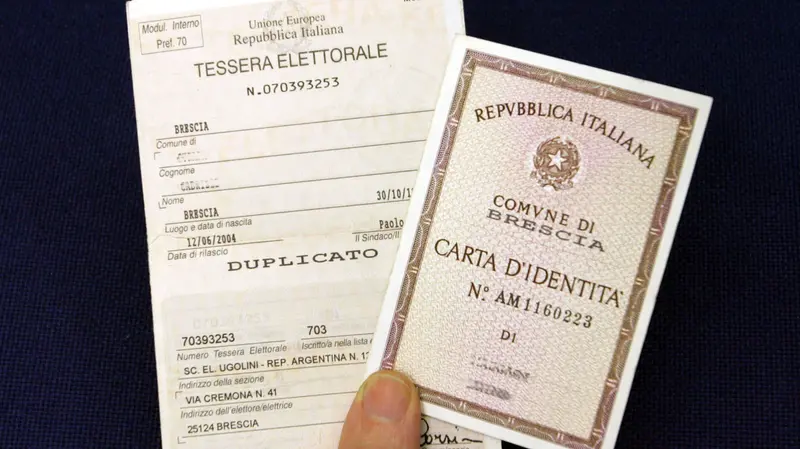 Modul. Interno
Pref. 70
Unione Europea
Repubblica Italiana
TESSERA ELETTORALE
N.070393253
BRESCIA
Comune di
Cognome
Nome
30/10/1
BRESCIA
Luogo e data di nascita
Paolo
12/06/2004
Il Sindaco/Il
Data di rilascio
DUPLICATO
70393253
703
Numero Tessera Elettorale
Iscritto/a nella lista
SC. EL. UGOLINI - REP. ARGENTINA N. 1
Indirizzo della sezione
VIA CREMONA N. 41
Indirizzo dell'elettore/elettrice
25124 BRESCIA
Corsi
REPVBBLICA ITALIANA
COMVNE DI
BRESCIA
CARTA D'IDENTITA'
N° AM1160223
DI